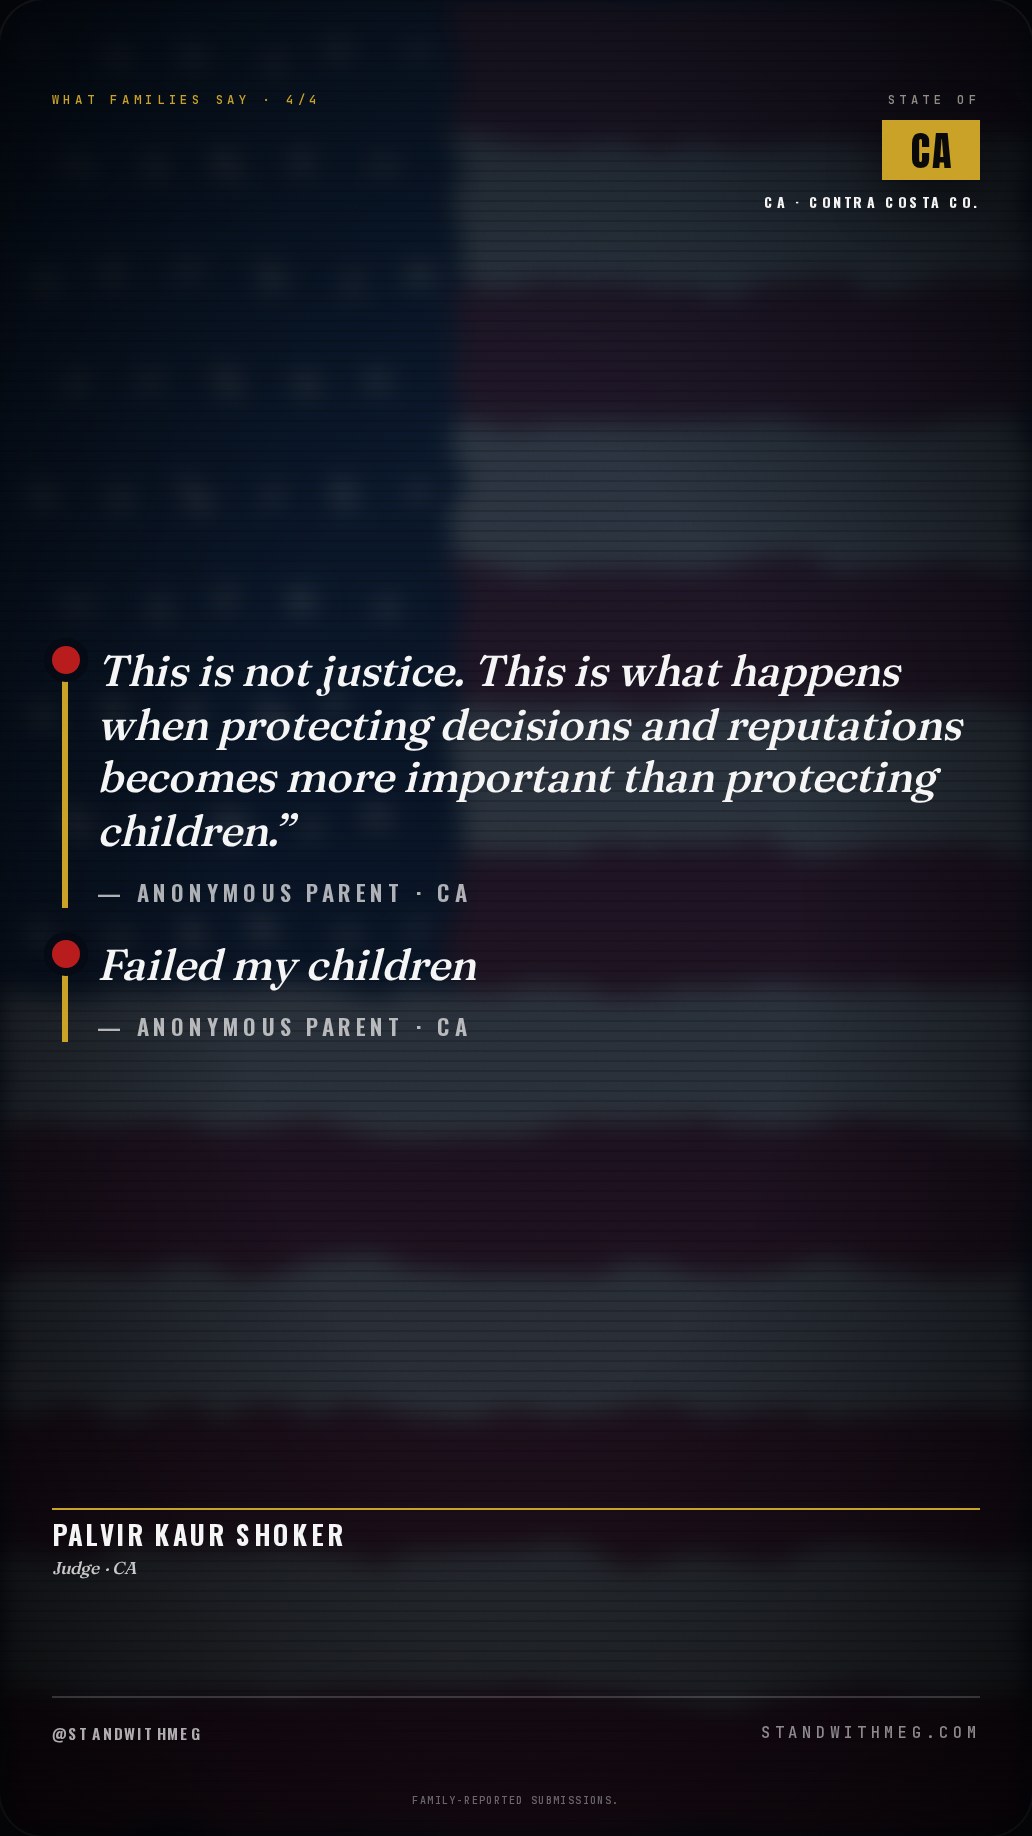 WHAT FAMILIES SAY · 4/4
STATE OF
CA
CA · CONTRA COSTA CO.
This is not justice. This is what happens
when protecting decisions and reputations
becomes more important than protecting
children.”
— ANONYMOUS PARENT · CA
Failed my children
— ANONYMOUS PARENT · CA
PALVIR KAUR SHOKER
Judge · CA
@STANDWITHMEG
STANDWITHMEG.COM
FAMILY-REPORTED SUBMISSIONS.